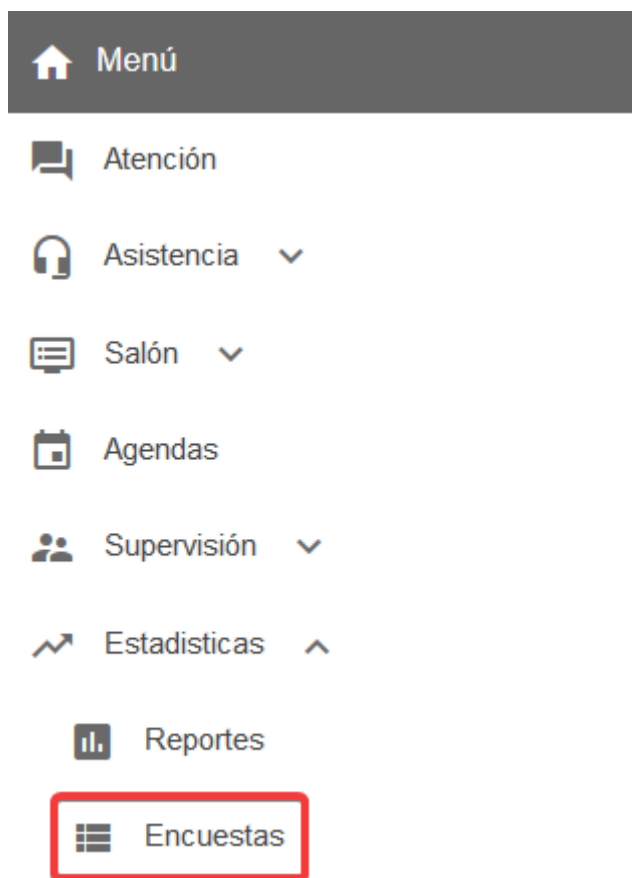 Menú
Atención
Asistencia
Salón
Agendas
Supervisión
Estadisticas
Reportes
Encuestas